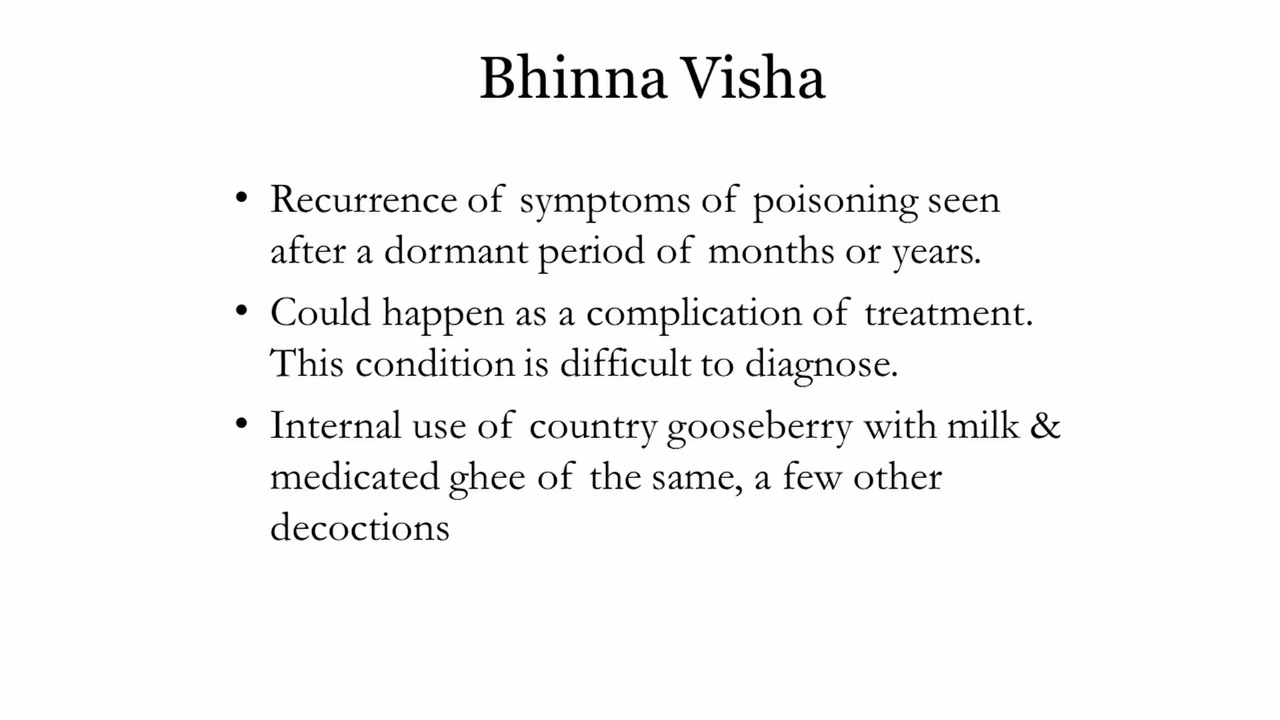 Bhinna Visha
• Recurrence of symptoms of poisoning seen
after a dormant period of months or years.
• Could happen as a complication of treatment.
This condition is difficult to diagnose.
• Internal use of country gooseberry with milk &
medicated ghee of the same, a few other
decoctions